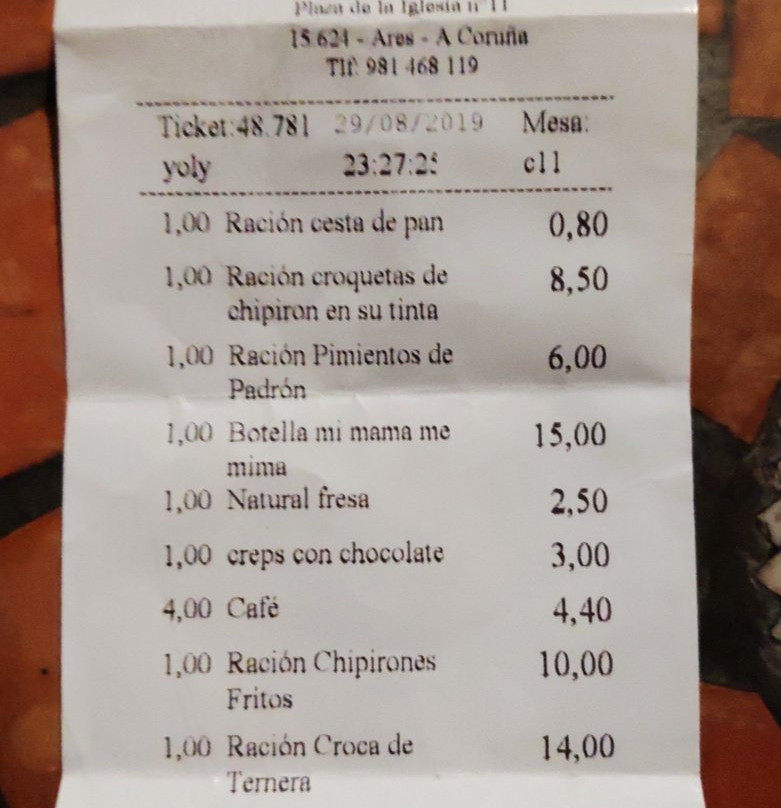 Plaza de la Iglesia nº 11
15.624 - Ares - A Coruña
Tlf: 981 468 119
Ticket:48.781 29/08/2019 Mesa:
yoly 23:27:25 c11
1,00 Ración cesta de pan 0,80
1,00 Ración croquetas de 8,50
chipiron en su tinta
1,00 Ración Pimientos de 6,00
Padrón
1,00 Botella mi mama me 15,00
mima
1,00 Natural fresa 2,50
1,00 creps con chocolate 3,00
4,00 Café 4,40
1,00 Ración Chipirones 10,00
Fritos
1,00 Ración Croca de 14,00
Ternera